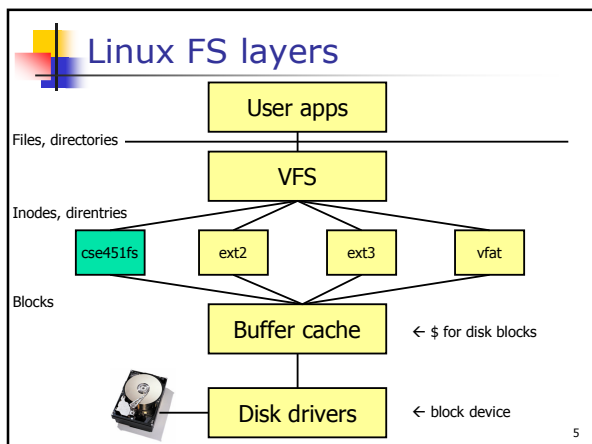 Linux FS layers
User apps
Files, directories
VFS
Inodes, direntries
cse451fs
ext2
ext3
vfat
Blocks
Buffer cache
← $ for disk blocks
Disk drivers
← block device
5